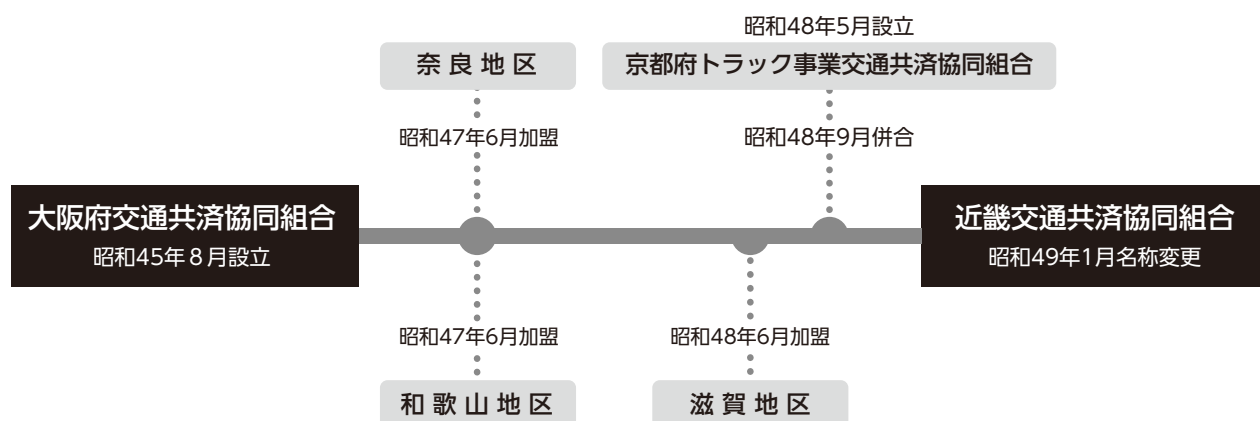 昭和48年5月設立
奈良地区
京都府トラック事業交通共済協同組合
昭和47年6月加盟
昭和48年9月併合
大阪府交通共済協同組合
昭和45年8月設立
近畿交通共済協同組合
昭和49年1月名称変更
昭和47年6月加盟
昭和48年6月加盟
和歌山地区
滋賀地区